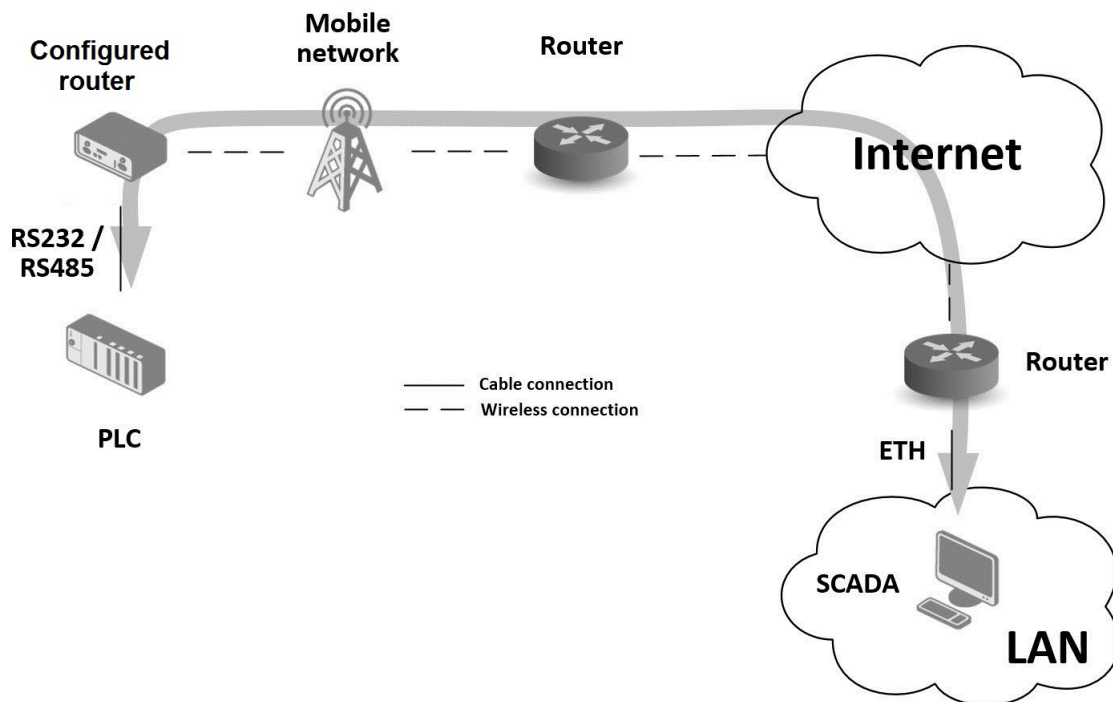 Configured
router
Mobile
network
Router
Internet
RS232 /
RS485
PLC
Cable connection
Wireless connection
Router
ETH
SCADA
LAN